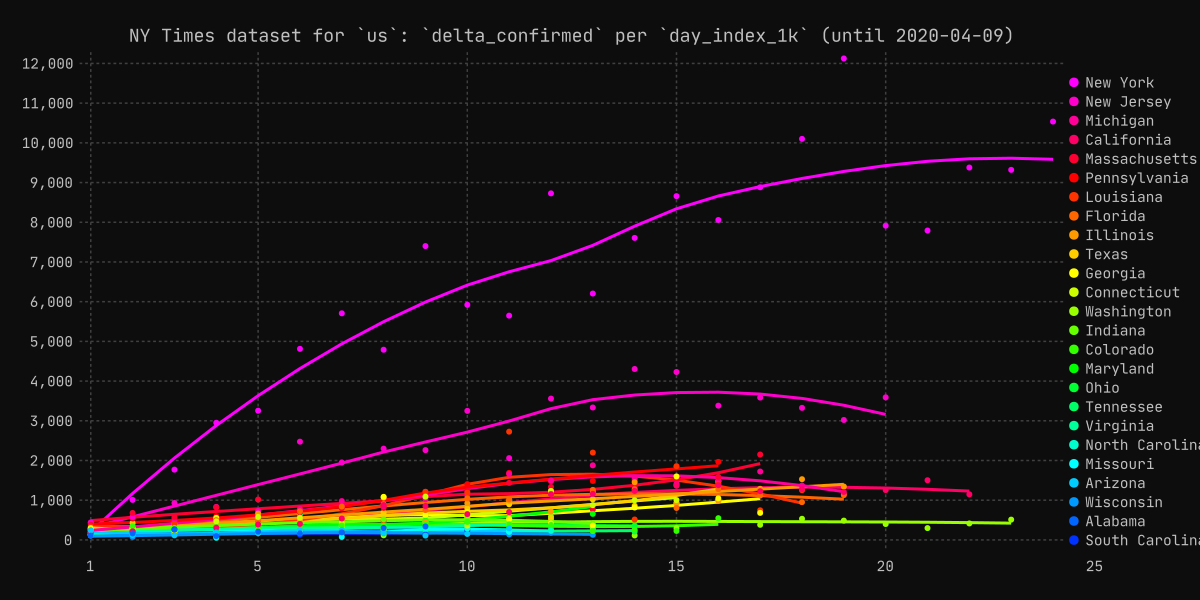 NY Times dataset for `us`: `delta_confirmed` per `day_index_1k` (until 2020-04-09)
12,000
11,000
10,000
9,000
8,000
7,000
6,000
5,000
4,000
3,000
2,000
1,000
0
1 5 10 15 20 25
New York
New Jersey
Michigan
California
Massachusetts
Pennsylvania
Louisiana
Florida
Illinois
Texas
Georgia
Connecticut
Washington
Indiana
Colorado
Maryland
Ohio
Tennessee
Virginia
North Carolina
Missouri
Arizona
Wisconsin
Alabama
South Carolina